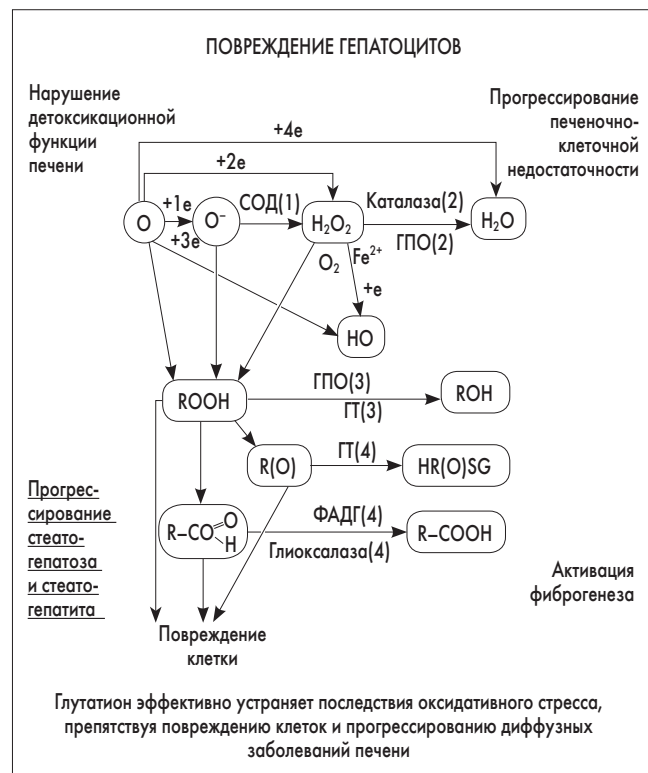 ПОВРЕЖДЕНИЕ ГЕПАТОЦИТОВ
Нарушение
детоксикационной
функции
печени
Прогрессирование
печеночно-
клеточной
недостаточности
+4e
+2e
+1e
СОД(1)
Каталаза(2)
O
O⁻
H₂O₂
H₂O
+3e
O₂
Fe²⁺
ГПО(2)
+e
HO
ROOH
ГПО(3)
ГТ(3)
ROH
R(O)
ГТ(4)
HR(O)SG
Прогрес-
сирование
стеато-
гепатоза
и стеато-
гепатита
R–CO
O
H
ФАДГ(4)
Глиоксалаза(4)
R–COOH
Активация
фиброгенеза
Повреждение
клетки
Глутатион эффективно устраняет последствия оксидативного стресса,
препятствуя повреждению клеток и прогрессированию диффузных
заболеваний печени